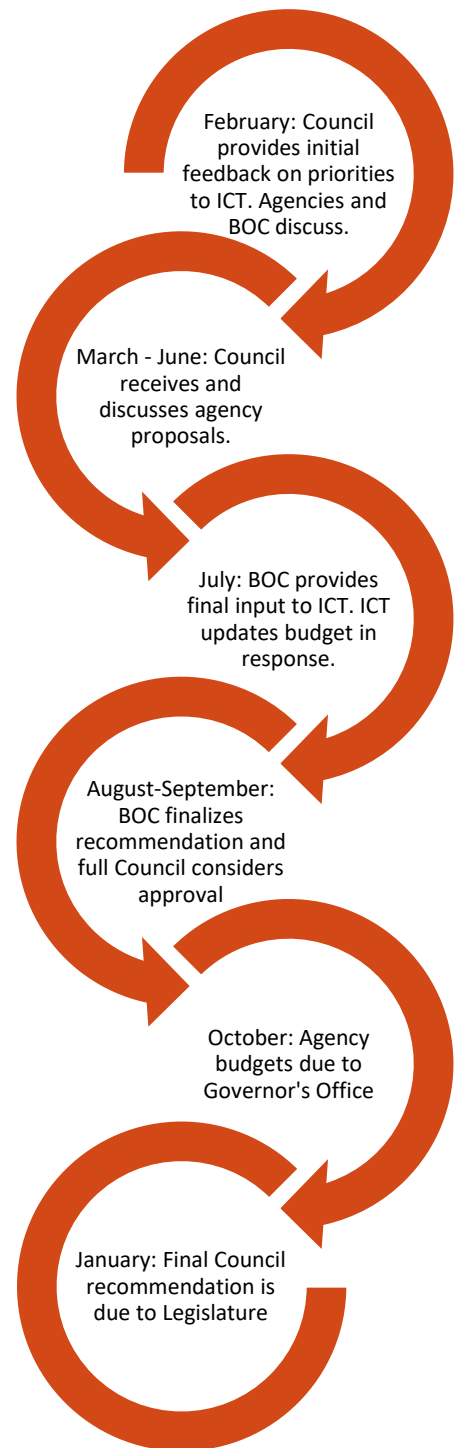 February: Council
provides initial
feedback on priorities
to ICT. Agencies and
BOC discuss.
March - June: Council
receives and
discusses agency
proposals.
July: BOC provides
final input to ICT. ICT
updates budget in
response.
August-September:
BOC finalizes
recommendation and
full Council considers
approval
October: Agency
budgets due to
Governor's Office
January: Final Council
recommendation is
due to Legislature